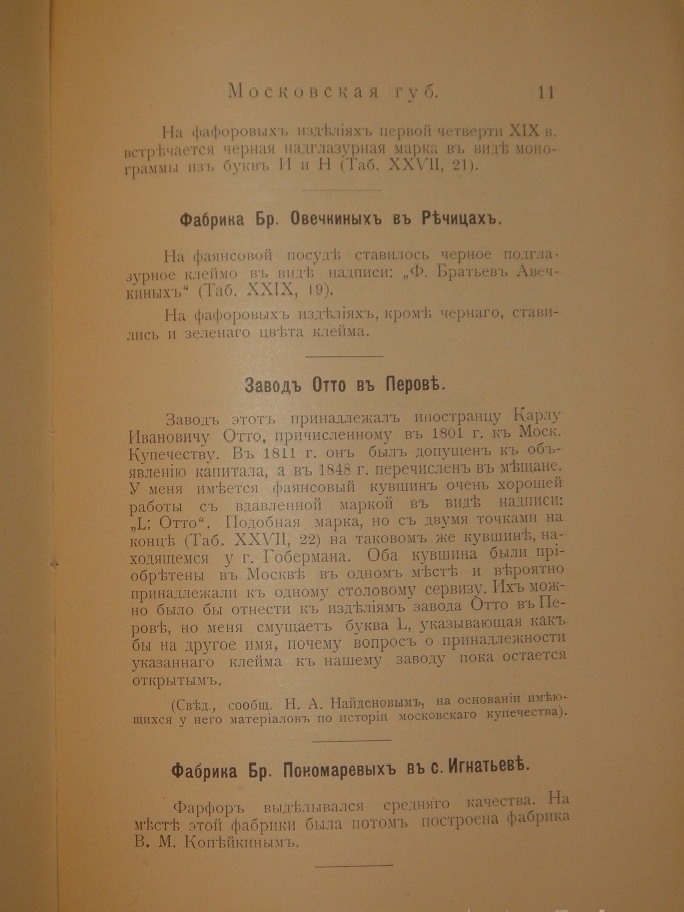 Московская губ. 11
На фафоровыхъ издѣліяхъ первой четверти XIX в.
встрѣчается черная надглазурная марка въ видѣ моно-
граммы изъ буквъ И и Н (Таб. XXVII, 21).
Фабрика Бр. Овечкиныхъ въ Рѣчицахъ.
На фаянсовой посудѣ ставилось черное подгла-
зурное клеймо въ видѣ надписи: „Ф. Братьевъ Авеч-
киныхъ“ (Таб. XXIX, 19).
На фафоровыхъ издѣліяхъ, кромѣ чернаго, стави-
лись и зеленаго цвѣта клейма.
Заводъ Отто въ Перовѣ.
Заводъ этотъ принадлежалъ иностранцу Карлу
Ивановичу Отто, причисленному въ 1801 г. къ Моск.
Купечеству. Въ 1811 г. онъ былъ допущенъ къ объ-
явленію капитала, а въ 1848 г. перечисленъ въ мѣщане.
У меня имѣется фаянсовый кувшинъ очень хорошей
работы съ вдавленной маркой въ видѣ надписи:
„L: Отто“. Подобная марка, но съ двумя точками на
концѣ (Таб. XXVII, 22) на таковомъ же кувшинѣ, на-
ходящемся у г. Гобермана. Оба кувшина были прі-
обрѣтены въ Москвѣ въ одномъ мѣстѣ и вѣроятно
принадлежали къ одному столовому сервизу. Ихъ мож-
но было бы отнести къ издѣліямъ завода Отто въ Пе-
ровѣ, но меня смущаетъ буква L, указывающая какъ
бы на другое имя, почему вопросъ о принадлежности
указаннаго клейма къ нашему заводу пока остается
открытымъ.
(Свѣд., сообщ. Н. А. Найденовымъ, на основаніи имѣю-
щихся у него матеріаловъ по исторіи московскаго купечества).
Фабрика Бр. Пономаревыхъ въ с. Игнатьевѣ.
Фарфоръ выдѣлывался средняго качества. На
мѣстѣ этой фабрики была потомъ построена фабрика
В. М. Копѣйкинымъ.